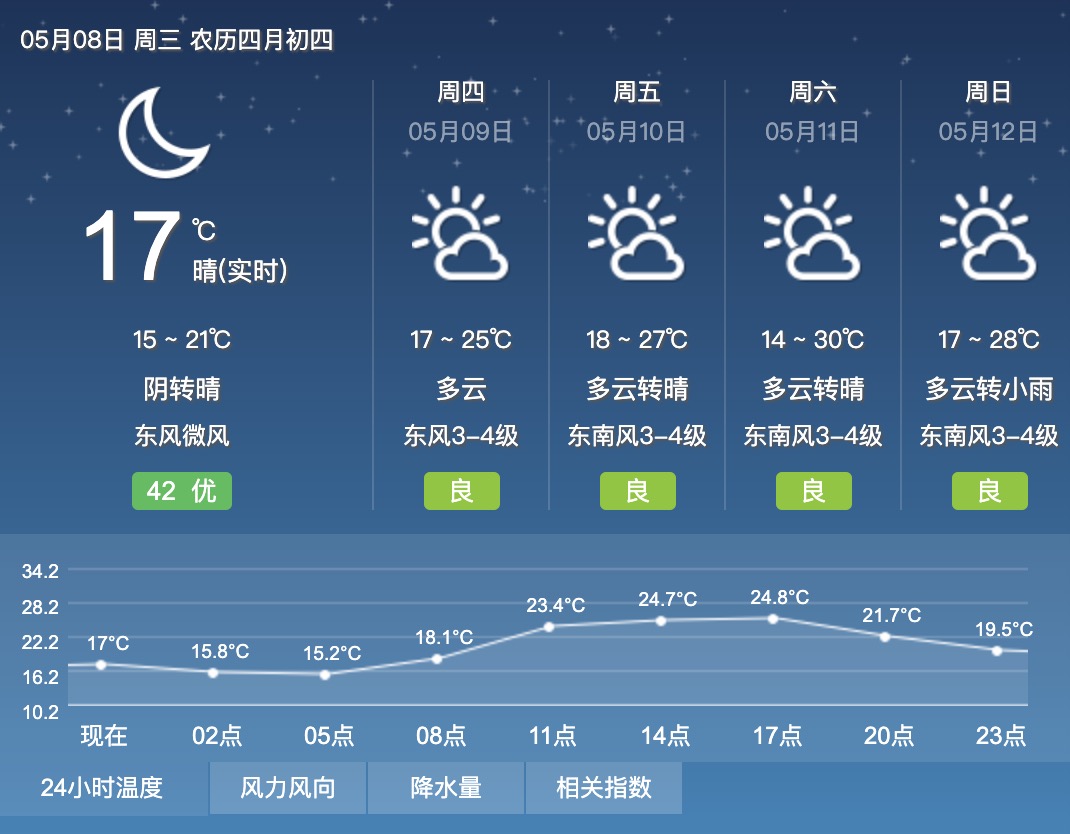 05月08日 周三 农历四月初四
17
℃
晴(实时)
15 ~ 21℃
阴转晴
东风微风
42 优
周四
05月09日
17 ~ 25℃
多云
东风3-4级
良
周五
05月10日
18 ~ 27℃
多云转晴
东南风3-4级
良
周六
05月11日
14 ~ 30℃
多云转晴
东南风3-4级
良
周日
05月12日
17 ~ 28℃
多云转小雨
东南风3-4级
良
34.2
28.2
22.2
16.2
10.2
17°C
15.8°C
15.2°C
18.1°C
23.4°C
24.7°C
24.8°C
21.7°C
19.5°C
现在 02点 05点 08点 11点 14点 17点 20点 23点
24小时温度 风力风向 降水量 相关指数